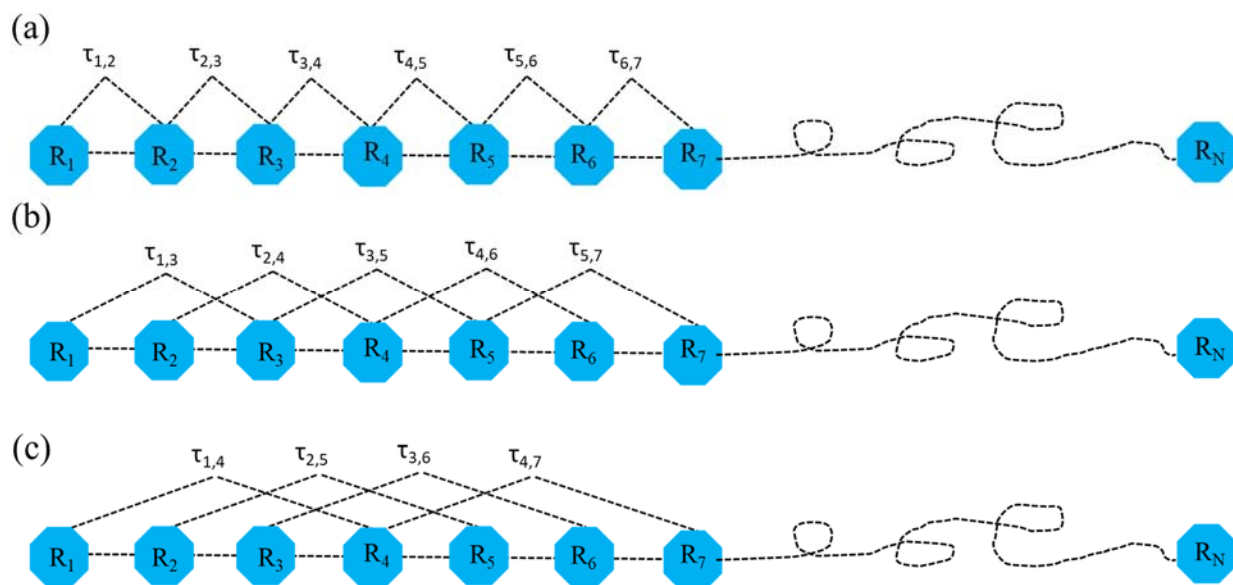 (a)
τ1,2 τ2,3 τ3,4 τ4,5 τ5,6 τ6,7
R1 R2 R3 R4 R5 R6 R7 RN
(b)
τ1,3 τ2,4 τ3,5 τ4,6 τ5,7
R1 R2 R3 R4 R5 R6 R7 RN
(c)
τ1,4 τ2,5 τ3,6 τ4,7
R1 R2 R3 R4 R5 R6 R7 RN